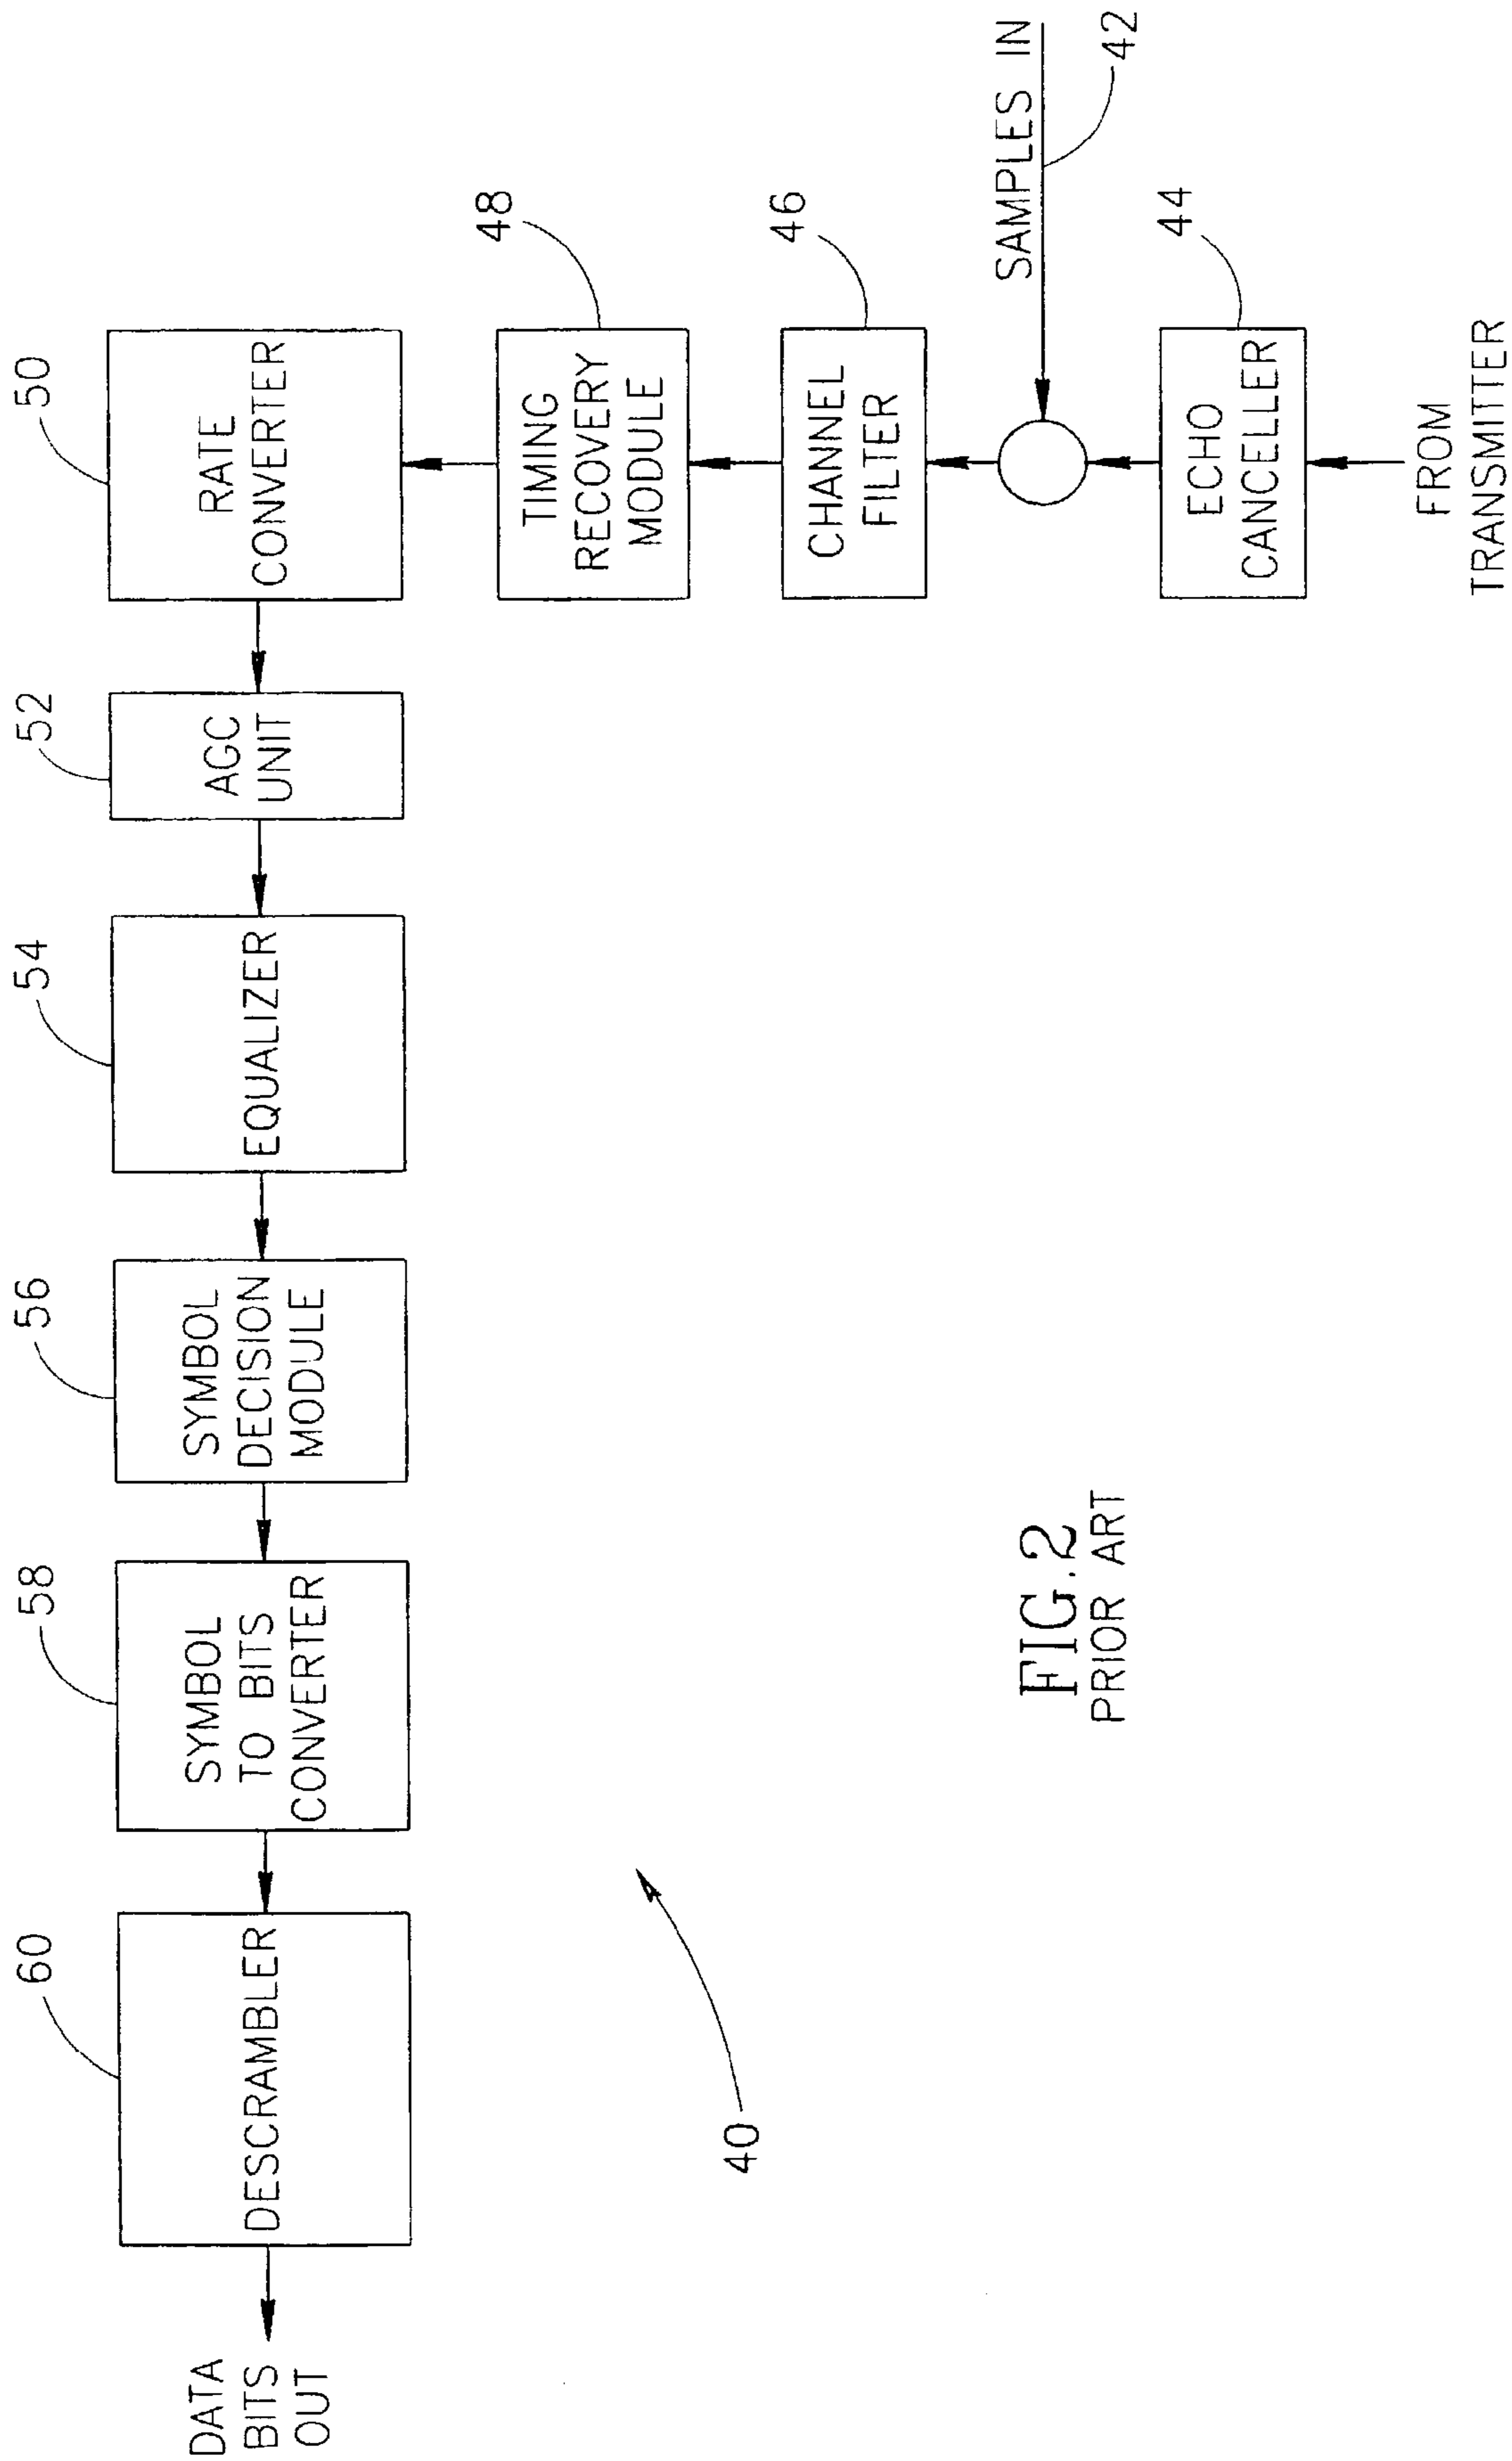 50
RATE
CONVERTER
48
TIMING
RECOVERY
MODULE
46
CHANNEL
FILTER
SAMPLES IN
42
44
ECHO
CANCELLER
FROM
TRANSMITTER
52
AGC
UNIT
54
EQUALIZER
56
SYMBOL
DECISION
MODULE
58
SYMBOL
TO BITS
CONVERTER
60
DESCRAMBLER
DATA
BITS
OUT
40
FIG.2
PRIOR ART